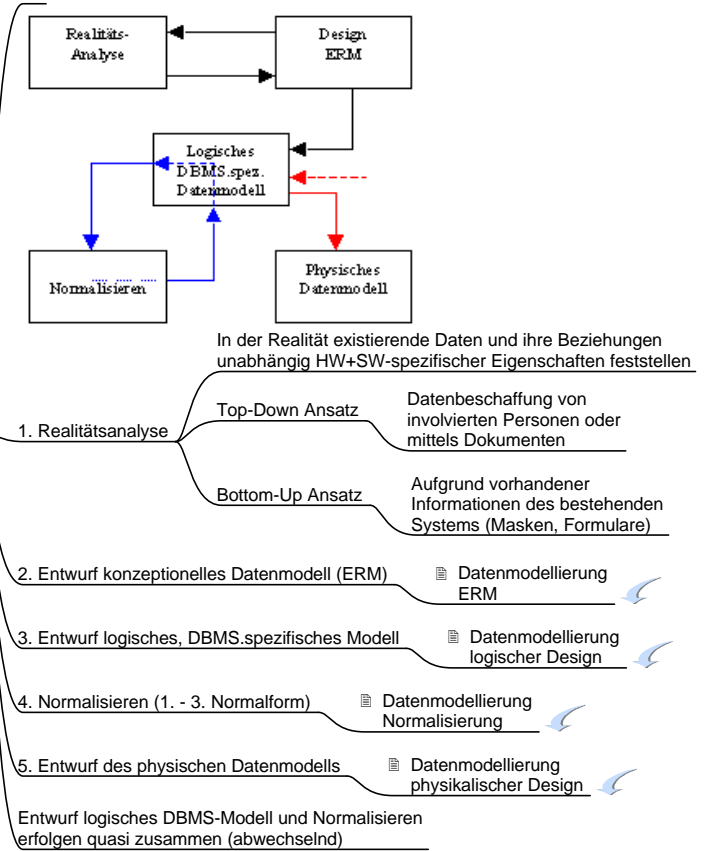 Realitäts-
Analyse
Design
ERM
Logisches
DBMS.spez.
Datenmodell
Normalisieren
Physisches
Datenmodell
In der Realität existierende Daten und ihre Beziehungen
unabhängig HW+SW-spezifischer Eigenschaften feststellen
1. Realitätsanalyse
Top-Down Ansatz
Datenbeschaffung von
involvierten Personen oder
mittels Dokumenten
Bottom-Up Ansatz
Aufgrund vorhandener
Informationen des bestehenden
Systems (Masken, Formulare)
2. Entwurf konzeptionelles Datenmodell (ERM)
Datenmodellierung
ERM
3. Entwurf logisches, DBMS.spezifisches Modell
Datenmodellierung
logischer Design
4. Normalisieren (1. - 3. Normalform)
Datenmodellierung
Normalisierung
5. Entwurf des physischen Datenmodells
Datenmodellierung
physikalischer Design
Entwurf logisches DBMS-Modell und Normalisieren
erfolgen quasi zusammen (abwechselnd)